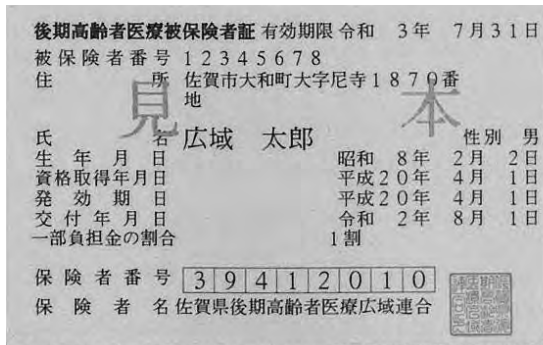 後期高齢者医療被保険者証 有効期限 令和 3年 7月31日
被保険者番号 12345678
住所 佐賀市大和町大字尼寺1870番
地
見本
氏名 広域 太郎 性別 男
生年月日 昭和 8年 2月 2日
資格取得年月日 平成20年 4月 1日
発効期日 平成20年 4月 1日
交付年月日 令和 2年 8月 1日
一部負担金の割合 1割
保険者番号 39412010
保険者名 佐賀県後期高齢者医療広域連合